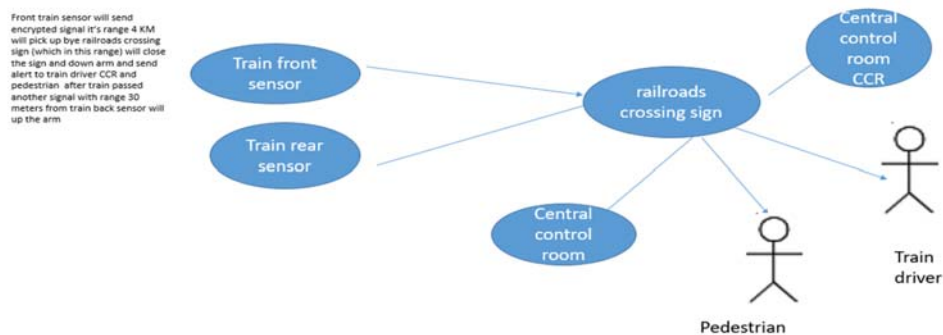 Front train sensor will send
encrypted signal it's range 4 KM
will pick up bye railroads crossing
sign (which in this range) will close
the sign and down arm and send
alert to train driver CCR and
pedestrian after train passed
another signal with range 30
meters from train back sensor will
up the arm
Central
control
room
CCR
Train front
sensor
railroads
crossing sign
Train rear
sensor
Central
control
room
Train
driver
Pedestrian